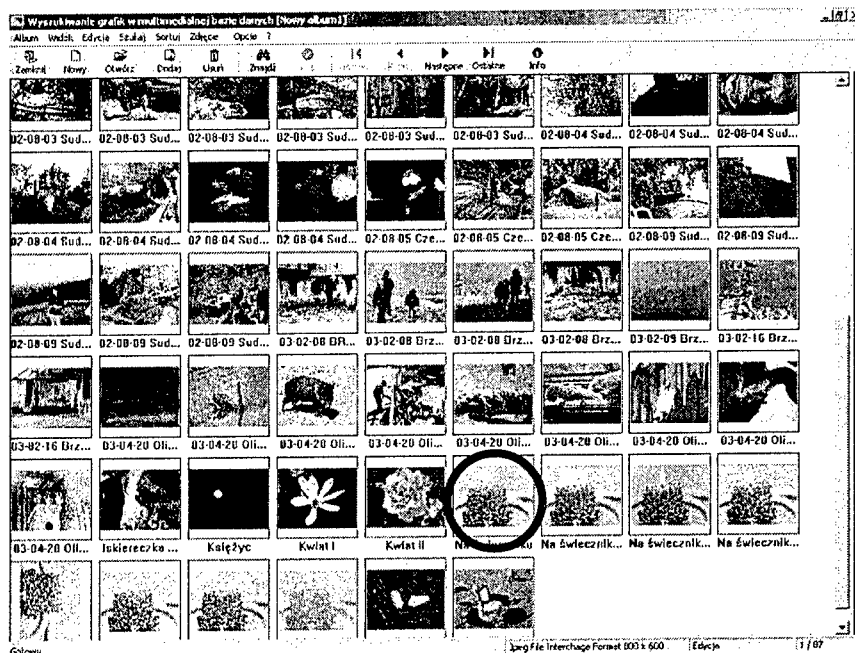 Wyszukiwanie grafik w multimedialnej bazie danych [Nowy album1]
Album Widok Edycja Szukaj Sortuj Zdjęcie Opcje ?
Zamknij Nowy Otwórz Dodaj Usuń Znajdź Następne Ostatnie Info
02-08-03 Sud... 02-08-03 Sud... 02-08-03 Sud... 02-08-03 Sud... 02-08-03 Sud... 02-08-03 Sud... 02-08-04 Sud... 02-08-04 Sud... 02-08-04 Sud...
02-08-04 Sud... 02-08-04 Sud... 02-08-04 Sud... 02-08-04 Sud... 02-08-05 Cze... 02-08-05 Cze... 02-08-05 Cze... 02-08-09 Sud... 02-08-09 Sud...
02-08-09 Sud... 02-08-09 Sud... 02-08-09 Sud... 03-02-08 BR... 03-02-08 Brz... 03-02-08 Brz... 03-02-08 Brz... 03-02-09 Brz... 03-02-16 Brz...
03-02-16 Brz... 03-04-20 Oli... 03-04-20 Oli... 03-04-20 Oli... 03-04-20 Oli... 03-04-20 Oli... 03-04-20 Oli... 03-04-20 Oli... 03-04-20 Oli...
03-04-20 Oli... Iskiereczka ... Księżyc Kwiat I Kwiat II Na świeczniku Na świecznik... Na świecznik... Na świecznik...
Gotowy Jpeg File Interchage Format 800 x 600 Edycja 1 / 87